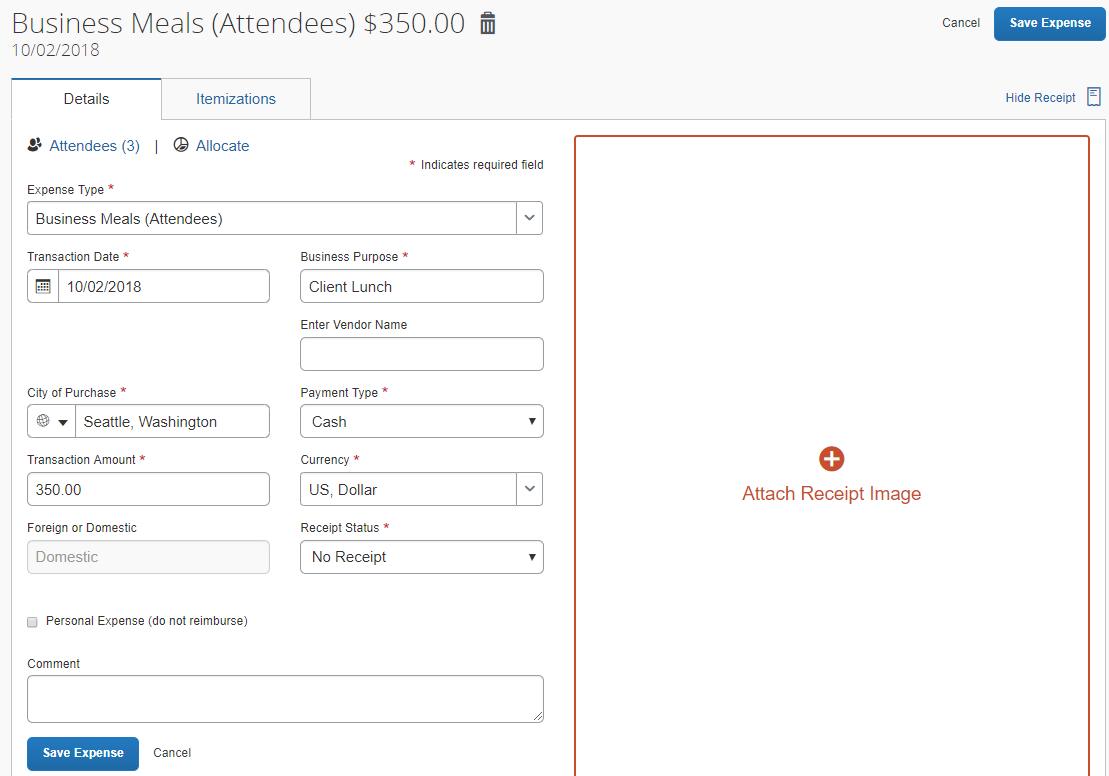 Business Meals (Attendees) $350.00
Cancel
Save Expense
10/02/2018
Details
Itemizations
Hide Receipt
Attendees (3) | Allocate
* Indicates required field
Expense Type *
Business Meals (Attendees)
Transaction Date *
Business Purpose *
10/02/2018
Client Lunch
Enter Vendor Name
City of Purchase *
Payment Type *
Seattle, Washington
Cash
Transaction Amount *
Currency *
350.00
US, Dollar
Foreign or Domestic
Receipt Status *
Domestic
No Receipt
Attach Receipt Image
Personal Expense (do not reimburse)
Comment
Save Expense
Cancel